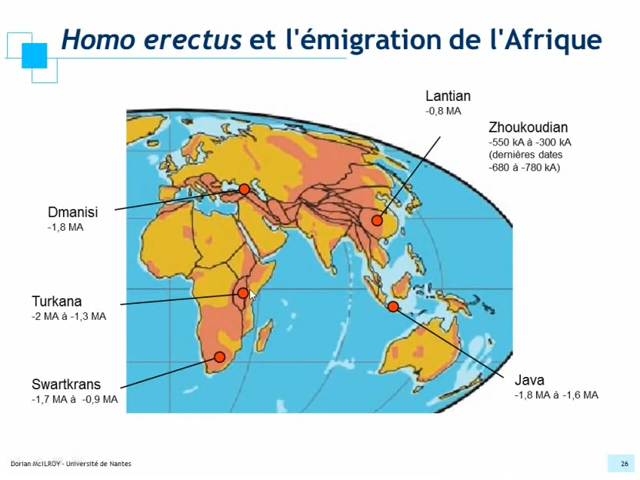 Homo erectus et l'émigration de l'Afrique
Lantian
-0,8 MA
Zhoukoudian
-550 kA à -300 kA
(dernières dates
-680 à -780 kA)
Dmanisi
-1,8 MA
Turkana
-2 MA à -1,3 MA
Swartkrans
-1,7 MA à -0,9 MA
Java
-1,8 MA à -1,6 MA
Dorian McILROY - Université de Nantes
26